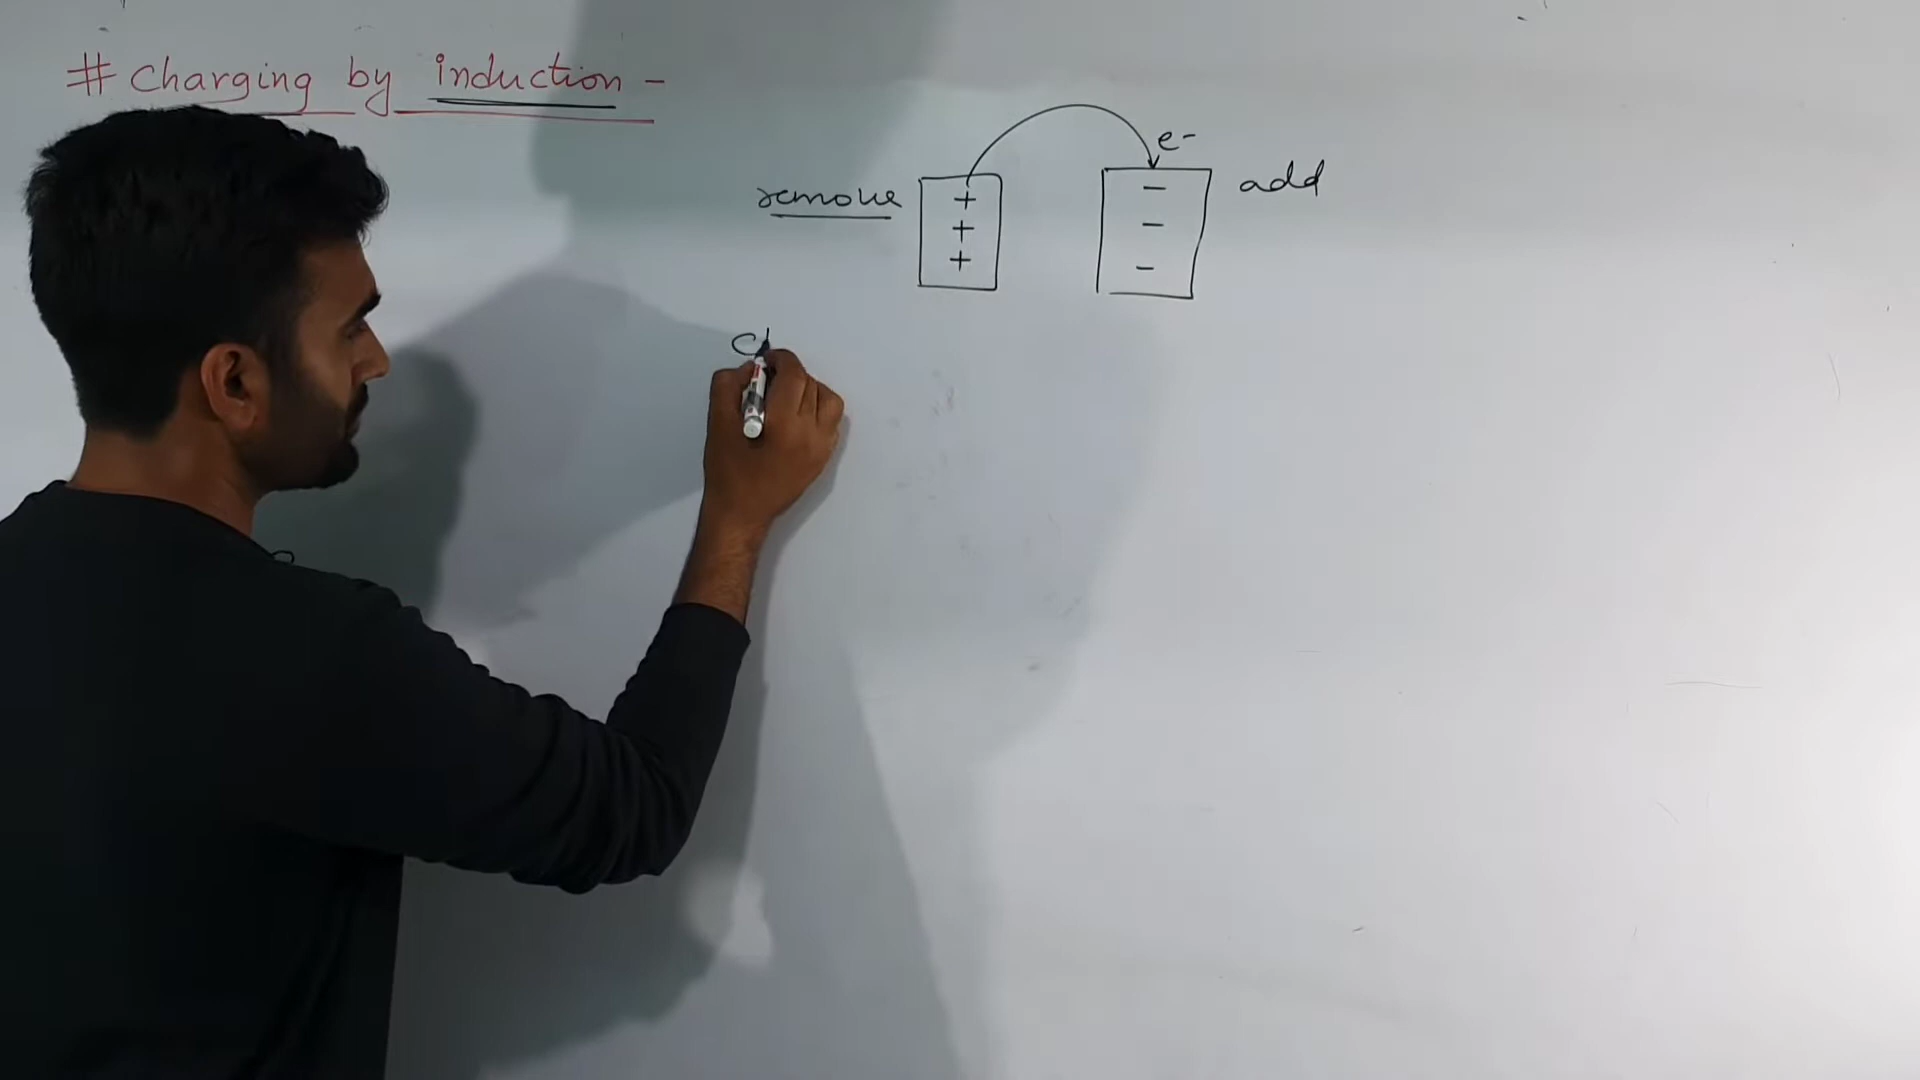 # Charging by induction -
e-
remove
+
+
+
-
-
-
add